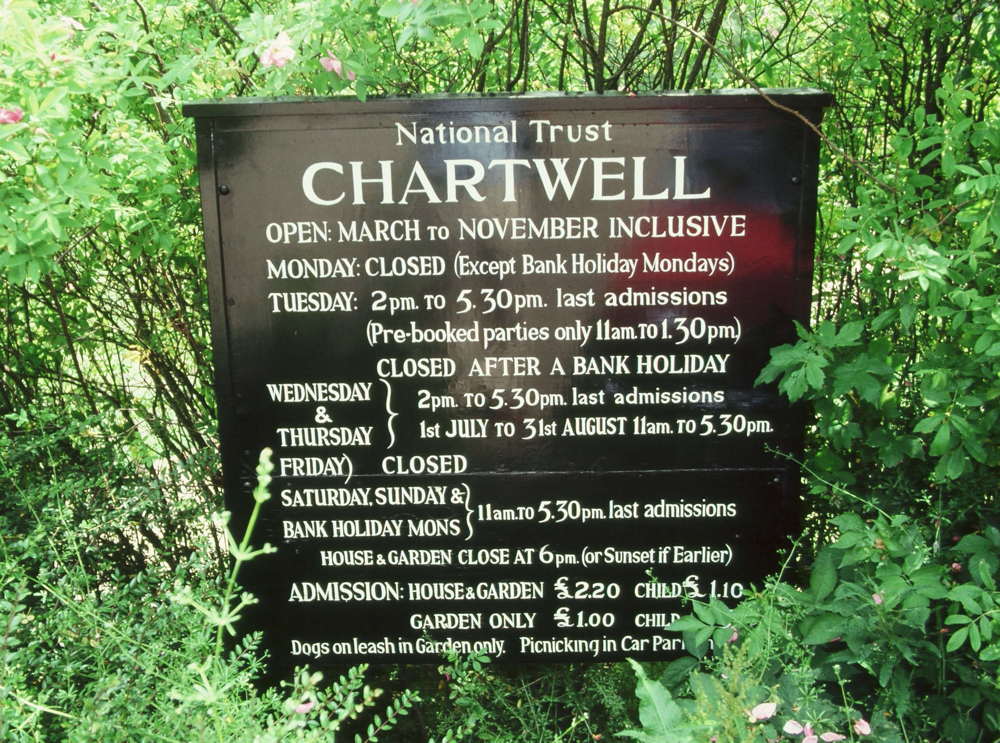 National Trust
CHARTWELL
OPEN: MARCH TO NOVEMBER INCLUSIVE
MONDAY: CLOSED (Except Bank Holiday Mondays)
TUESDAY: 2pm. TO 5.30pm. last admissions
(Pre-booked parties only 11am. TO 1.30pm)
CLOSED AFTER A BANK HOLIDAY
WEDNESDAY & THURSDAY } 2pm. TO 5.30pm. last admissions
1st JULY TO 31st AUGUST 11am. TO 5.30pm.
FRIDAY) CLOSED
SATURDAY, SUNDAY & BANK HOLIDAY MONS } 11am. TO 5.30pm. last admissions
HOUSE & GARDEN CLOSE AT 6pm. (or Sunset if Earlier)
ADMISSION: HOUSE & GARDEN £2.20 CHILD £1.10
GARDEN ONLY £1.00 CHILD
Dogs on leash in Garden only. Picnicking in Car